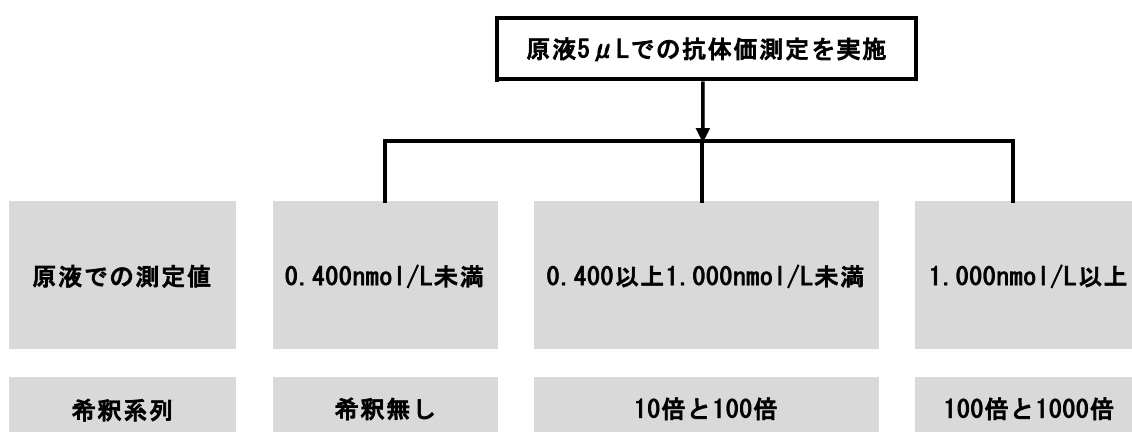 原液5μLでの抗体価測定を実施
原液での測定値
0.400nmol/L未満
0.400以上1.000nmol/L未満
1.000nmol/L以上
希釈系列
希釈無し
10倍と100倍
100倍と1000倍